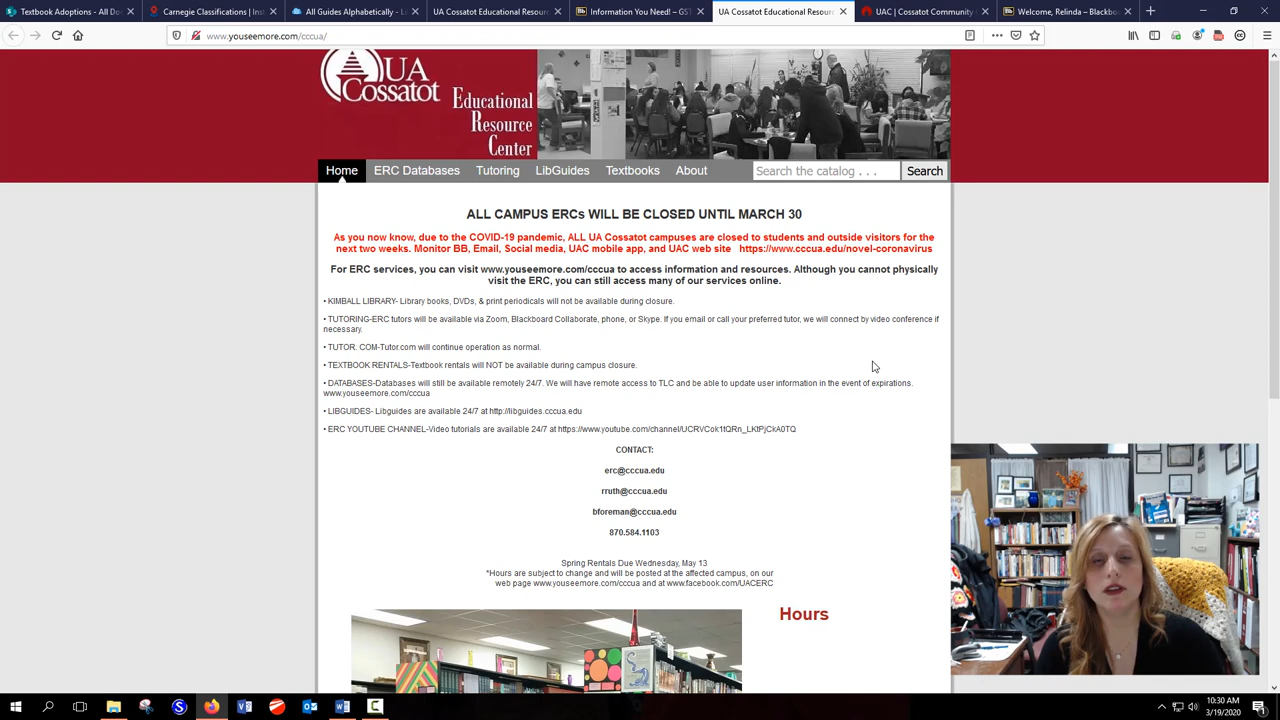 Textbook Adoptions - All Doc
Carnegie Classifications | Inst
All Guides Alphabetically - Li
UA Cossatot Educational Resour
Information You Need! – GST
UA Cossatot Educational Resour
UAC | Cossatot Community
Welcome, Relinda – Blackboa
www.youseemore.com/cccua/
UA
Cossatot
Educational
Resource
Center
Home
ERC Databases
Tutoring
LibGuides
Textbooks
About
Search the catalog . . .
Search
ALL CAMPUS ERCs WILL BE CLOSED UNTIL MARCH 30
As you now know, due to the COVID-19 pandemic, ALL UA Cossatot campuses are closed to students and outside visitors for the
next two weeks. Monitor BB, Email, Social media, UAC mobile app, and UAC web site https://www.cccua.edu/novel-coronavirus
For ERC services, you can visit www.youseemore.com/cccua to access information and resources. Although you cannot physically
visit the ERC, you can still access many of our services online.
• KIMBALL LIBRARY- Library books, DVDs, & print periodicals will not be available during closure.
• TUTORING-ERC tutors will be available via Zoom, Blackboard Collaborate, phone, or Skype. If you email or call your preferred tutor, we will connect by video conference if
necessary.
• TUTOR. COM-Tutor.com will continue operation as normal.
• TEXTBOOK RENTALS-Textbook rentals will NOT be available during campus closure.
• DATABASES-Databases will still be available remotely 24/7. We will have remote access to TLC and be able to update user information in the event of expirations.
www.youseemore.com/cccua
• LIBGUIDES- Libguides are available 24/7 at http://libguides.cccua.edu
• ERC YOUTUBE CHANNEL-Video tutorials are available 24/7 at https://www.youtube.com/channel/UCRVCok1tQRn_LKtPjCkA0TQ
CONTACT:
erc@cccua.edu
rruth@cccua.edu
bforeman@cccua.edu
870.584.1103
Spring Rentals Due Wednesday, May 13
*Hours are subject to change and will be posted at the affected campus, on our
web page www.youseemore.com/cccua and at www.facebook.com/UACERC
Hours
10:30 AM
3/19/2020